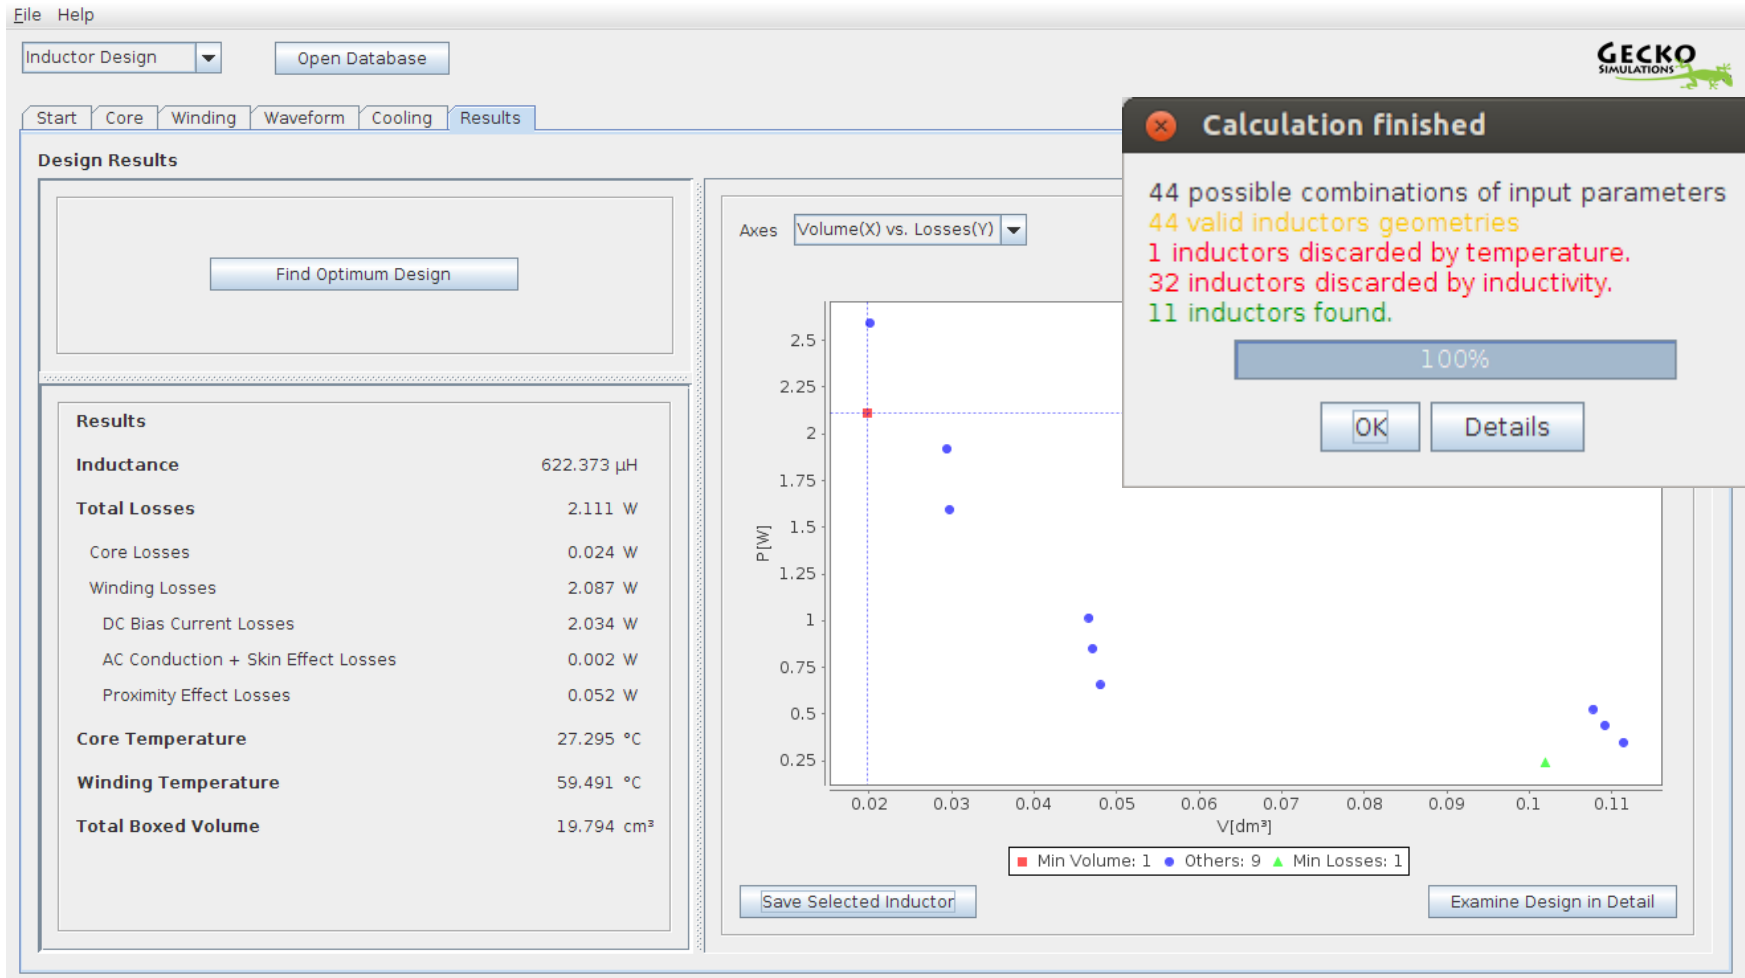 File Help
Inductor Design
Open Database
GECKO
SIMULATIONS
Start Core Winding Waveform Cooling Results
Design Results
Find Optimum Design
Results
Inductance 622.373 µH
Total Losses 2.111 W
Core Losses 0.024 W
Winding Losses 2.087 W
DC Bias Current Losses 2.034 W
AC Conduction + Skin Effect Losses 0.002 W
Proximity Effect Losses 0.052 W
Core Temperature 27.295 °C
Winding Temperature 59.491 °C
Total Boxed Volume 19.794 cm³
Axes Volume(X) vs. Losses(Y)
2.5
2.25
2
1.75
1.5
1.25
1
0.75
0.5
0.25
P[W]
0.02 0.03 0.04 0.05 0.06 0.07 0.08 0.09 0.1 0.11
V[dm³]
Min Volume: 1 Others: 9 Min Losses: 1
Save Selected Inductor
Examine Design in Detail
Calculation finished
44 possible combinations of input parameters
44 valid inductors geometries
1 inductors discarded by temperature.
32 inductors discarded by inductivity.
11 inductors found.
100%
OK Details